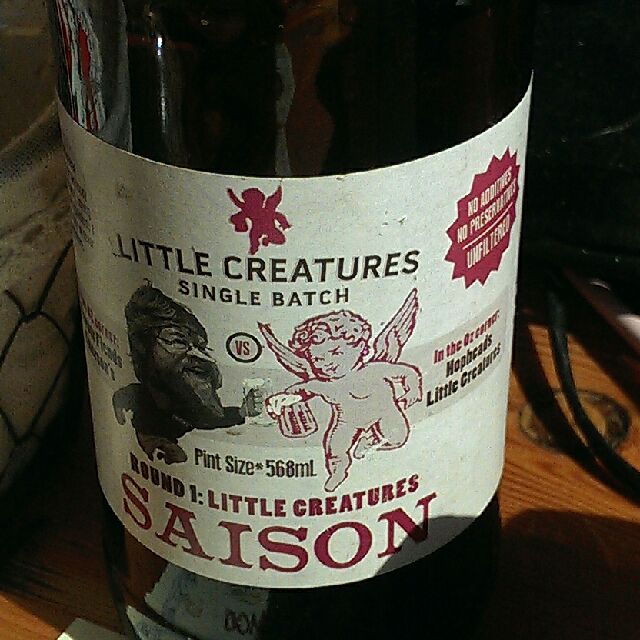 NO ADDITIVES
NO PRESERVATIVES
UNFILTERED
LITTLE CREATURES
SINGLE BATCH
VS
In the
corner:
Hopheads
Little Creatures
Pint Size* 568mL
ROUND 1: LITTLE CREATURES
SAISON